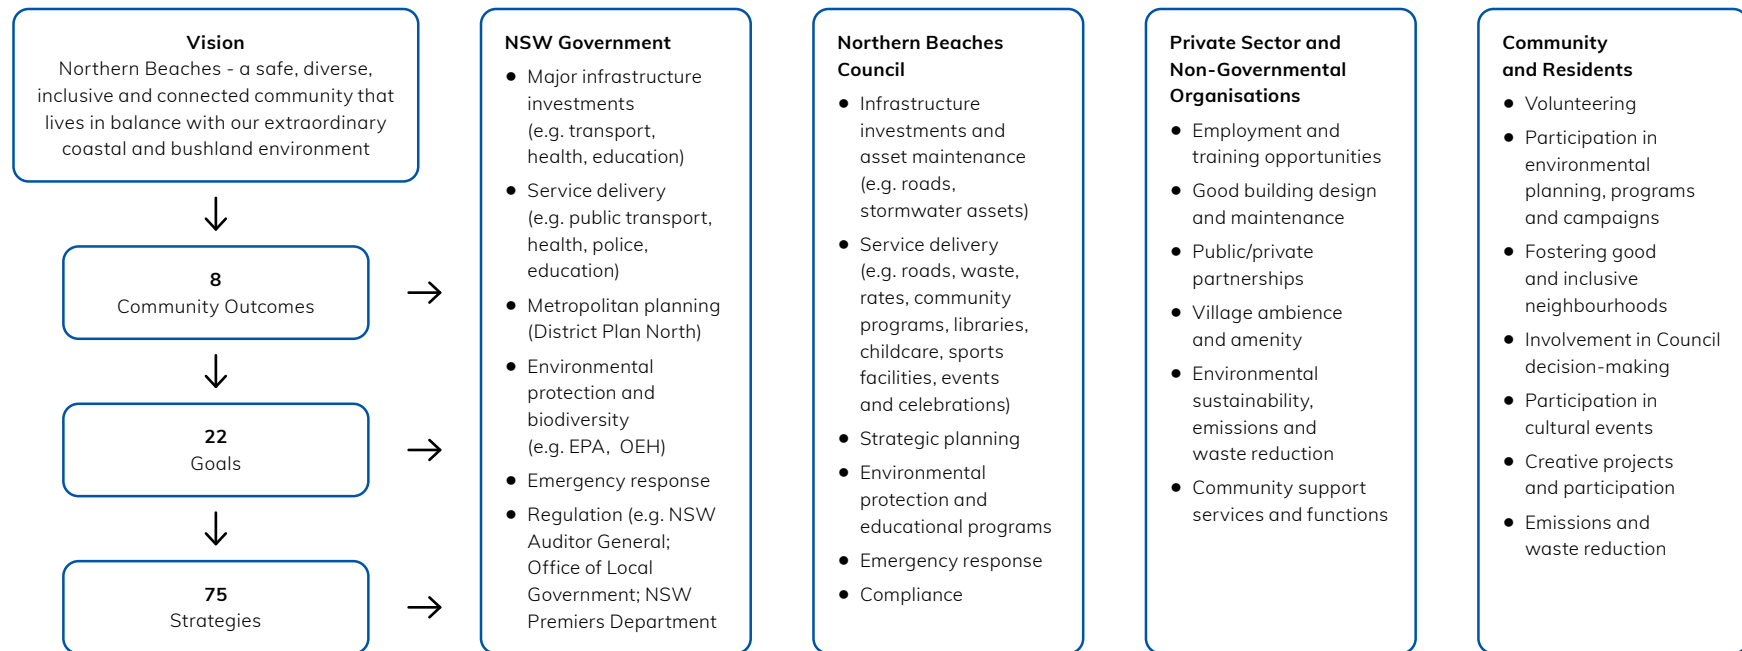 Vision
Northern Beaches - a safe, diverse,
inclusive and connected community that
lives in balance with our extraordinary
coastal and bushland environment
8
Community Outcomes
22
Goals
75
Strategies
NSW Government
● Major infrastructure
investments
(e.g. transport,
health, education)
● Service delivery
(e.g. public transport,
health, police,
education)
● Metropolitan planning
(District Plan North)
● Environmental
protection and
biodiversity
(e.g. EPA, OEH)
● Emergency response
● Regulation (e.g. NSW
Auditor General;
Office of Local
Government; NSW
Premiers Department
Northern Beaches
Council
● Infrastructure
investments and
asset maintenance
(e.g. roads,
stormwater assets)
● Service delivery
(e.g. roads, waste,
rates, community
programs, libraries,
childcare, sports
facilities, events
and celebrations)
● Strategic planning
● Environmental
protection and
educational programs
● Emergency response
● Compliance
Private Sector and
Non-Governmental
Organisations
● Employment and
training opportunities
● Good building design
and maintenance
● Public/private
partnerships
● Village ambience
and amenity
● Environmental
sustainability,
emissions and
waste reduction
● Community support
services and functions
Community
and Residents
● Volunteering
● Participation in
environmental
planning, programs
and campaigns
● Fostering good
and inclusive
neighbourhoods
● Involvement in Council
decision-making
● Participation in
cultural events
● Creative projects
and participation
● Emissions and
waste reduction